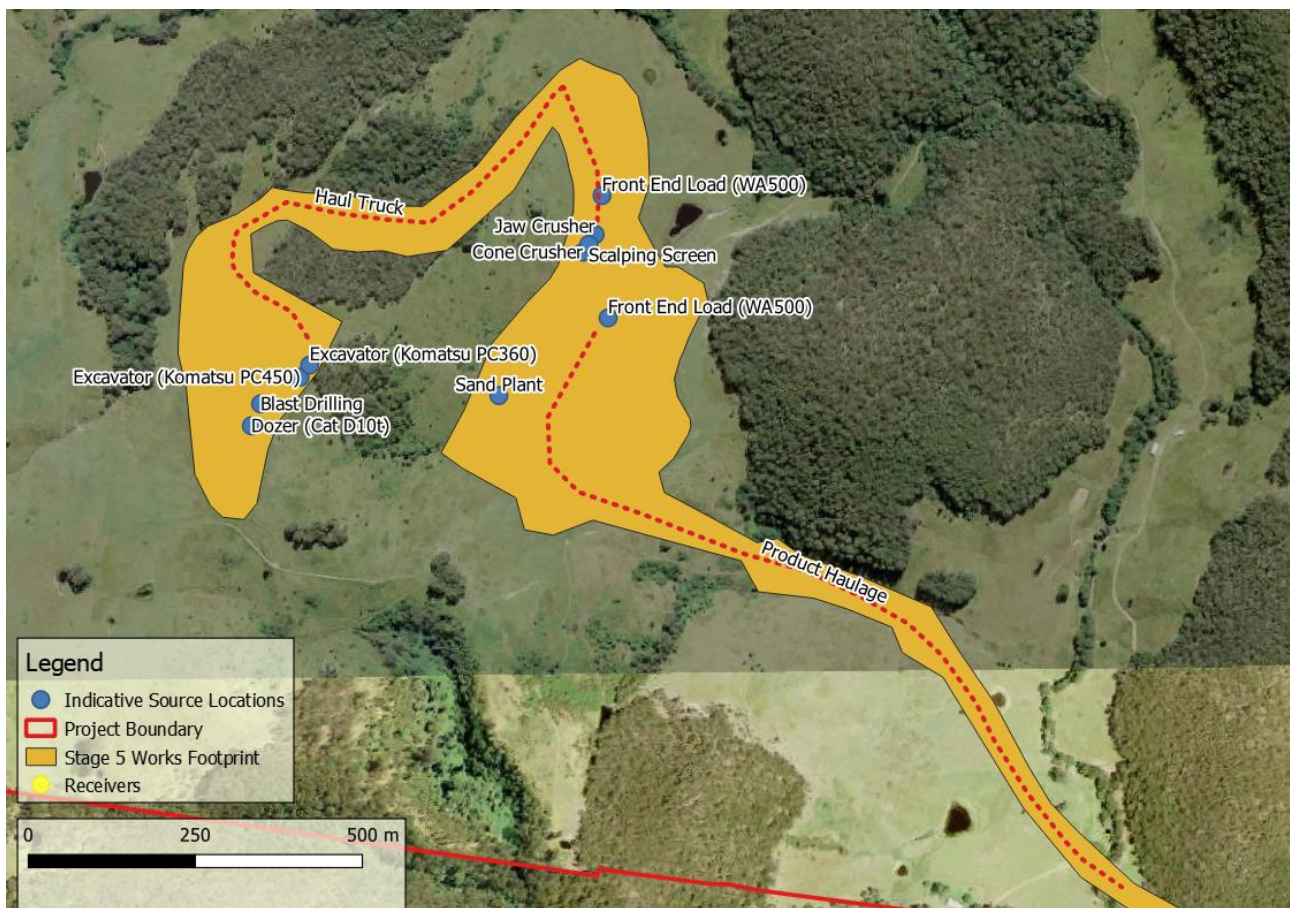 Front End Load (WA500)
Haul Truck
Jaw Crusher
Cone Crusher
Scalping Screen
Front End Load (WA500)
Excavator (Komatsu PC360)
Excavator (Komatsu PC450)
Sand Plant
Blast Drilling
Dozer (Cat D10t)
Product Haulage
Legend
Indicative Source Locations
Project Boundary
Stage 5 Works Footprint
Receivers
0 250 500 m